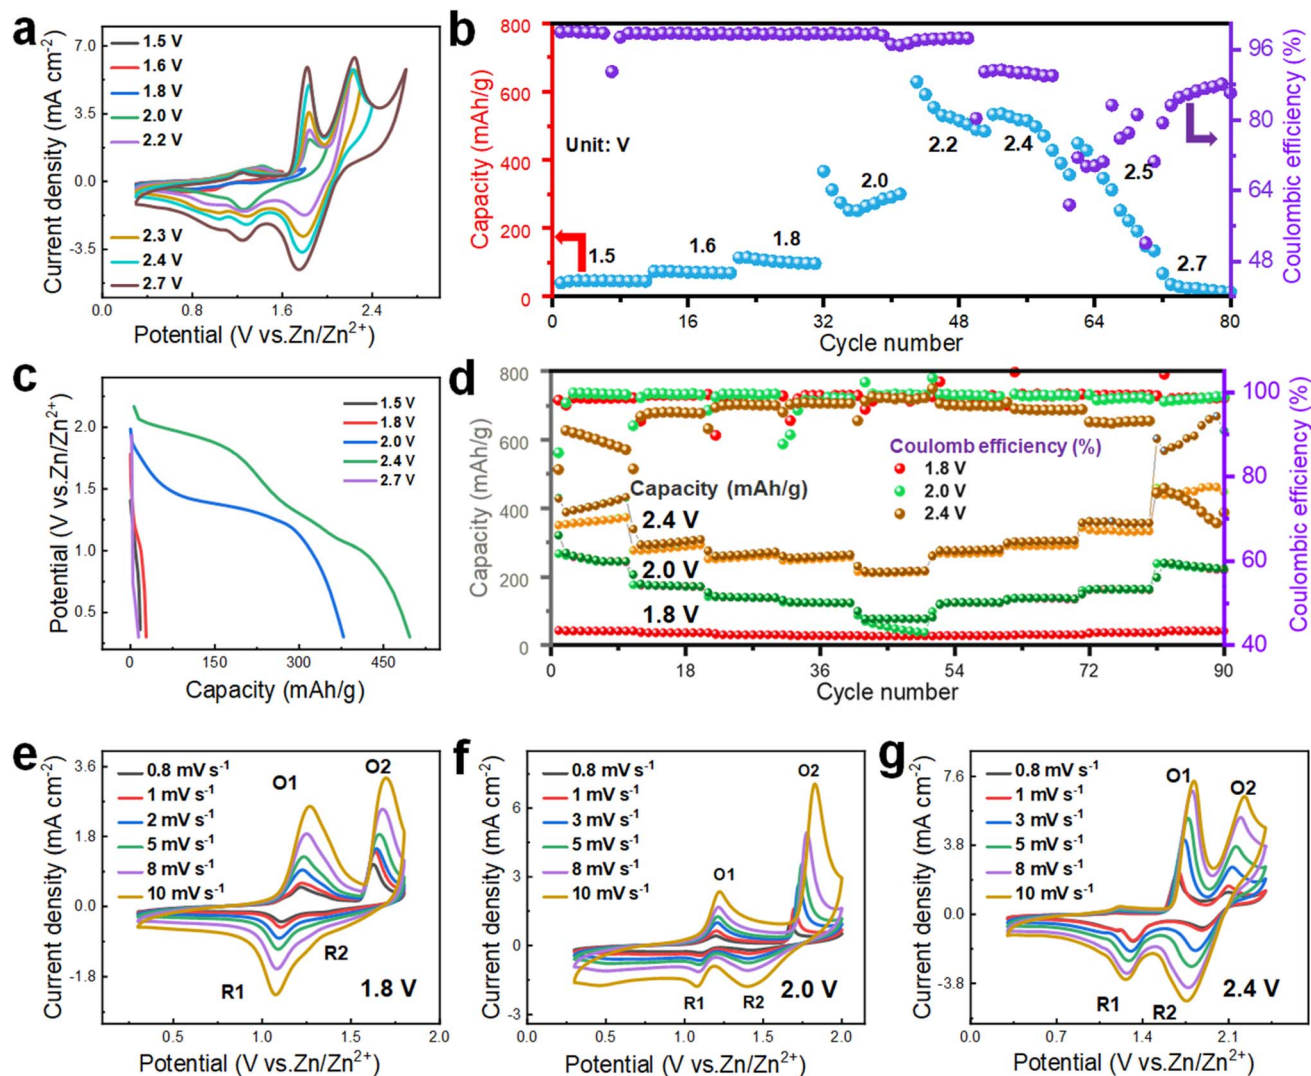 a
Current density (mA cm⁻²)
7.0
3.5
0.0
-3.5
1.5 V
1.6 V
1.8 V
2.0 V
2.2 V
2.3 V
2.4 V
2.7 V
0.0 0.8 1.6 2.4
Potential (V vs.Zn/Zn²⁺)
b
Capacity (mAh/g)
800
600
400
200
0
Unit: V
1.5
1.6
1.8
2.0
2.2
2.4
2.5
2.7
96
80
64
48
Coulombic efficiency (%)
0 16 32 48 64 80
Cycle number
c
Potential (V vs.Zn/Zn²⁺)
2.0
1.5
1.0
0.5
1.5 V
1.8 V
2.0 V
2.4 V
2.7 V
0 150 300 450
Capacity (mAh/g)
d
Capacity (mAh/g)
800
600
400
200
0
Coulomb efficiency (%)
1.8 V
2.0 V
2.4 V
Capacity (mAh/g)
2.4 V
2.0 V
1.8 V
100
80
60
40
Coulombic efficiency (%)
0 18 36 54 72 90
Cycle number
e
Current density (mA cm⁻²)
3.6
1.8
0.0
-1.8
0.8 mV s⁻¹
1 mV s⁻¹
2 mV s⁻¹
5 mV s⁻¹
8 mV s⁻¹
10 mV s⁻¹
O1
O2
R1
R2
1.8 V
0.5 1.0 1.5 2.0
Potential (V vs.Zn/Zn²⁺)
f
Current density (mA cm⁻²)
6
3
0
-3
0.8 mV s⁻¹
1 mV s⁻¹
3 mV s⁻¹
5 mV s⁻¹
8 mV s⁻¹
10 mV s⁻¹
O1
O2
R1
R2
2.0 V
0.5 1.0 1.5 2.0
Potential (V vs.Zn/Zn²⁺)
g
Current density (mA cm⁻²)
7.6
3.8
0.0
-3.8
0.8 mV s⁻¹
1 mV s⁻¹
3 mV s⁻¹
5 mV s⁻¹
8 mV s⁻¹
10 mV s⁻¹
O1
O2
R1
R2
2.4 V
0.0 0.7 1.4 2.1
Potential (V vs.Zn/Zn²⁺)